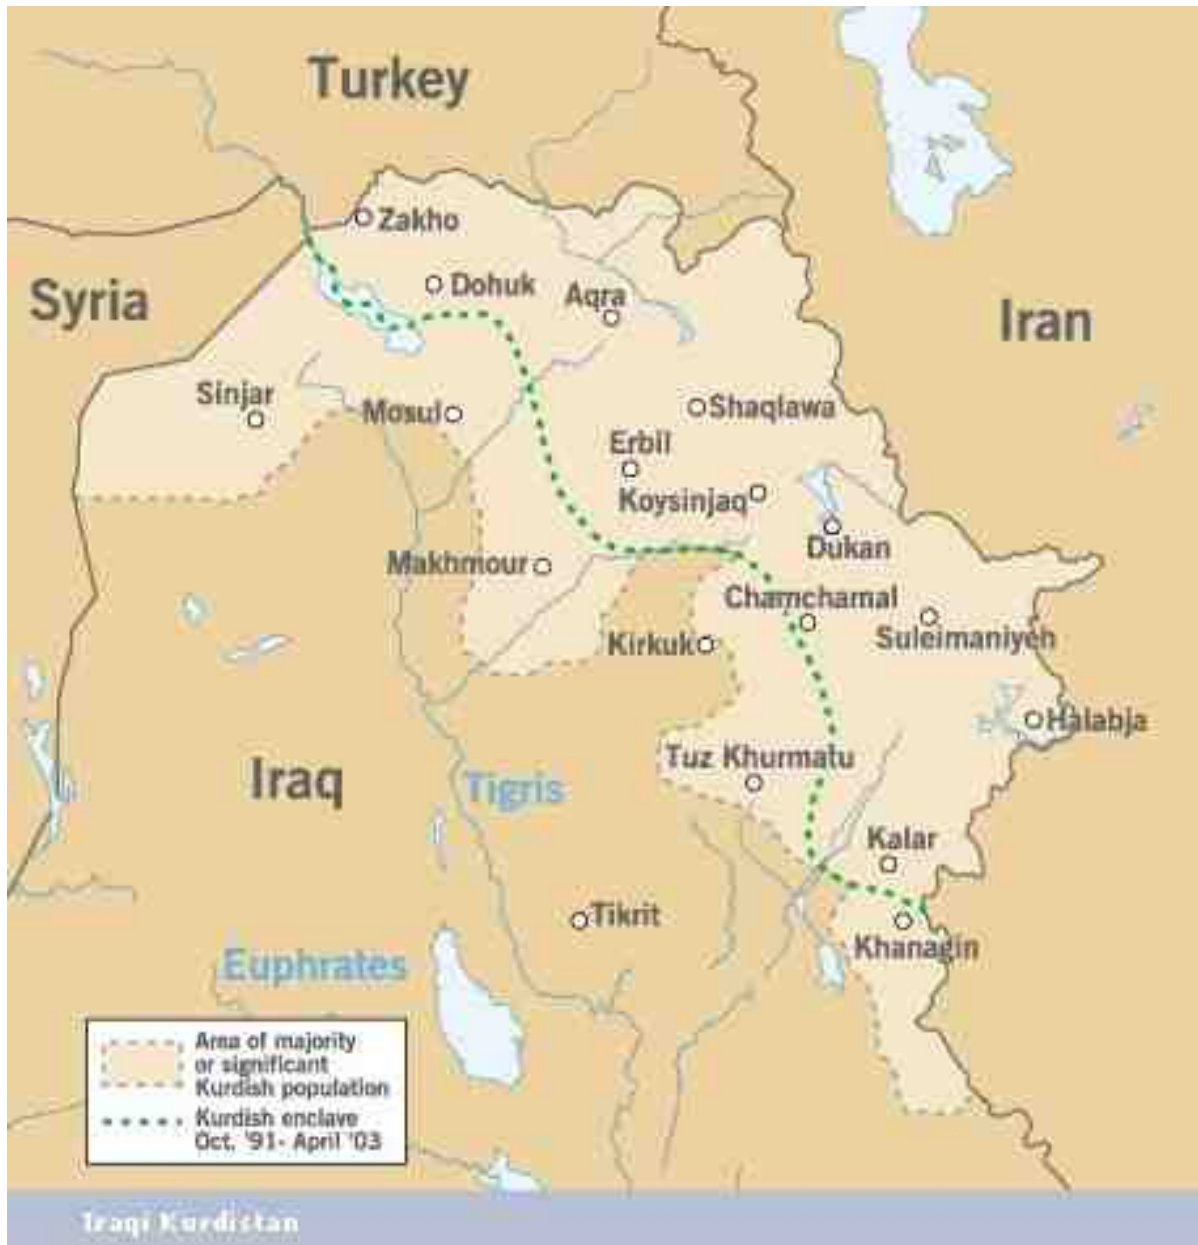 Turkey
Zakho
Dohuk
Aqra
Syria
Iran
Sinjar
Mosul
Shaqlawa
Erbil
Koysinjaq
Dukan
Makhmour
Chamchamal
Kirkuk
Suleimaniyeh
Halabja
Tuz Khurmatu
Iraq
Tigris
Kalar
Tikrit
Khanagin
Euphrates
Area of majority
or significant
Kurdish population
Kurdish enclave
Oct. '91- April '03
Iraqi Kurdistan